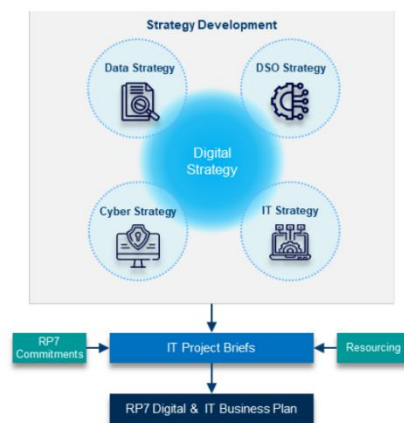 Strategy Development
Data Strategy
DSO Strategy
Digital
Strategy
Cyber Strategy
IT Strategy
RP7
Commitments
IT Project Briefs
Resourcing
RP7 Digital & IT Business Plan